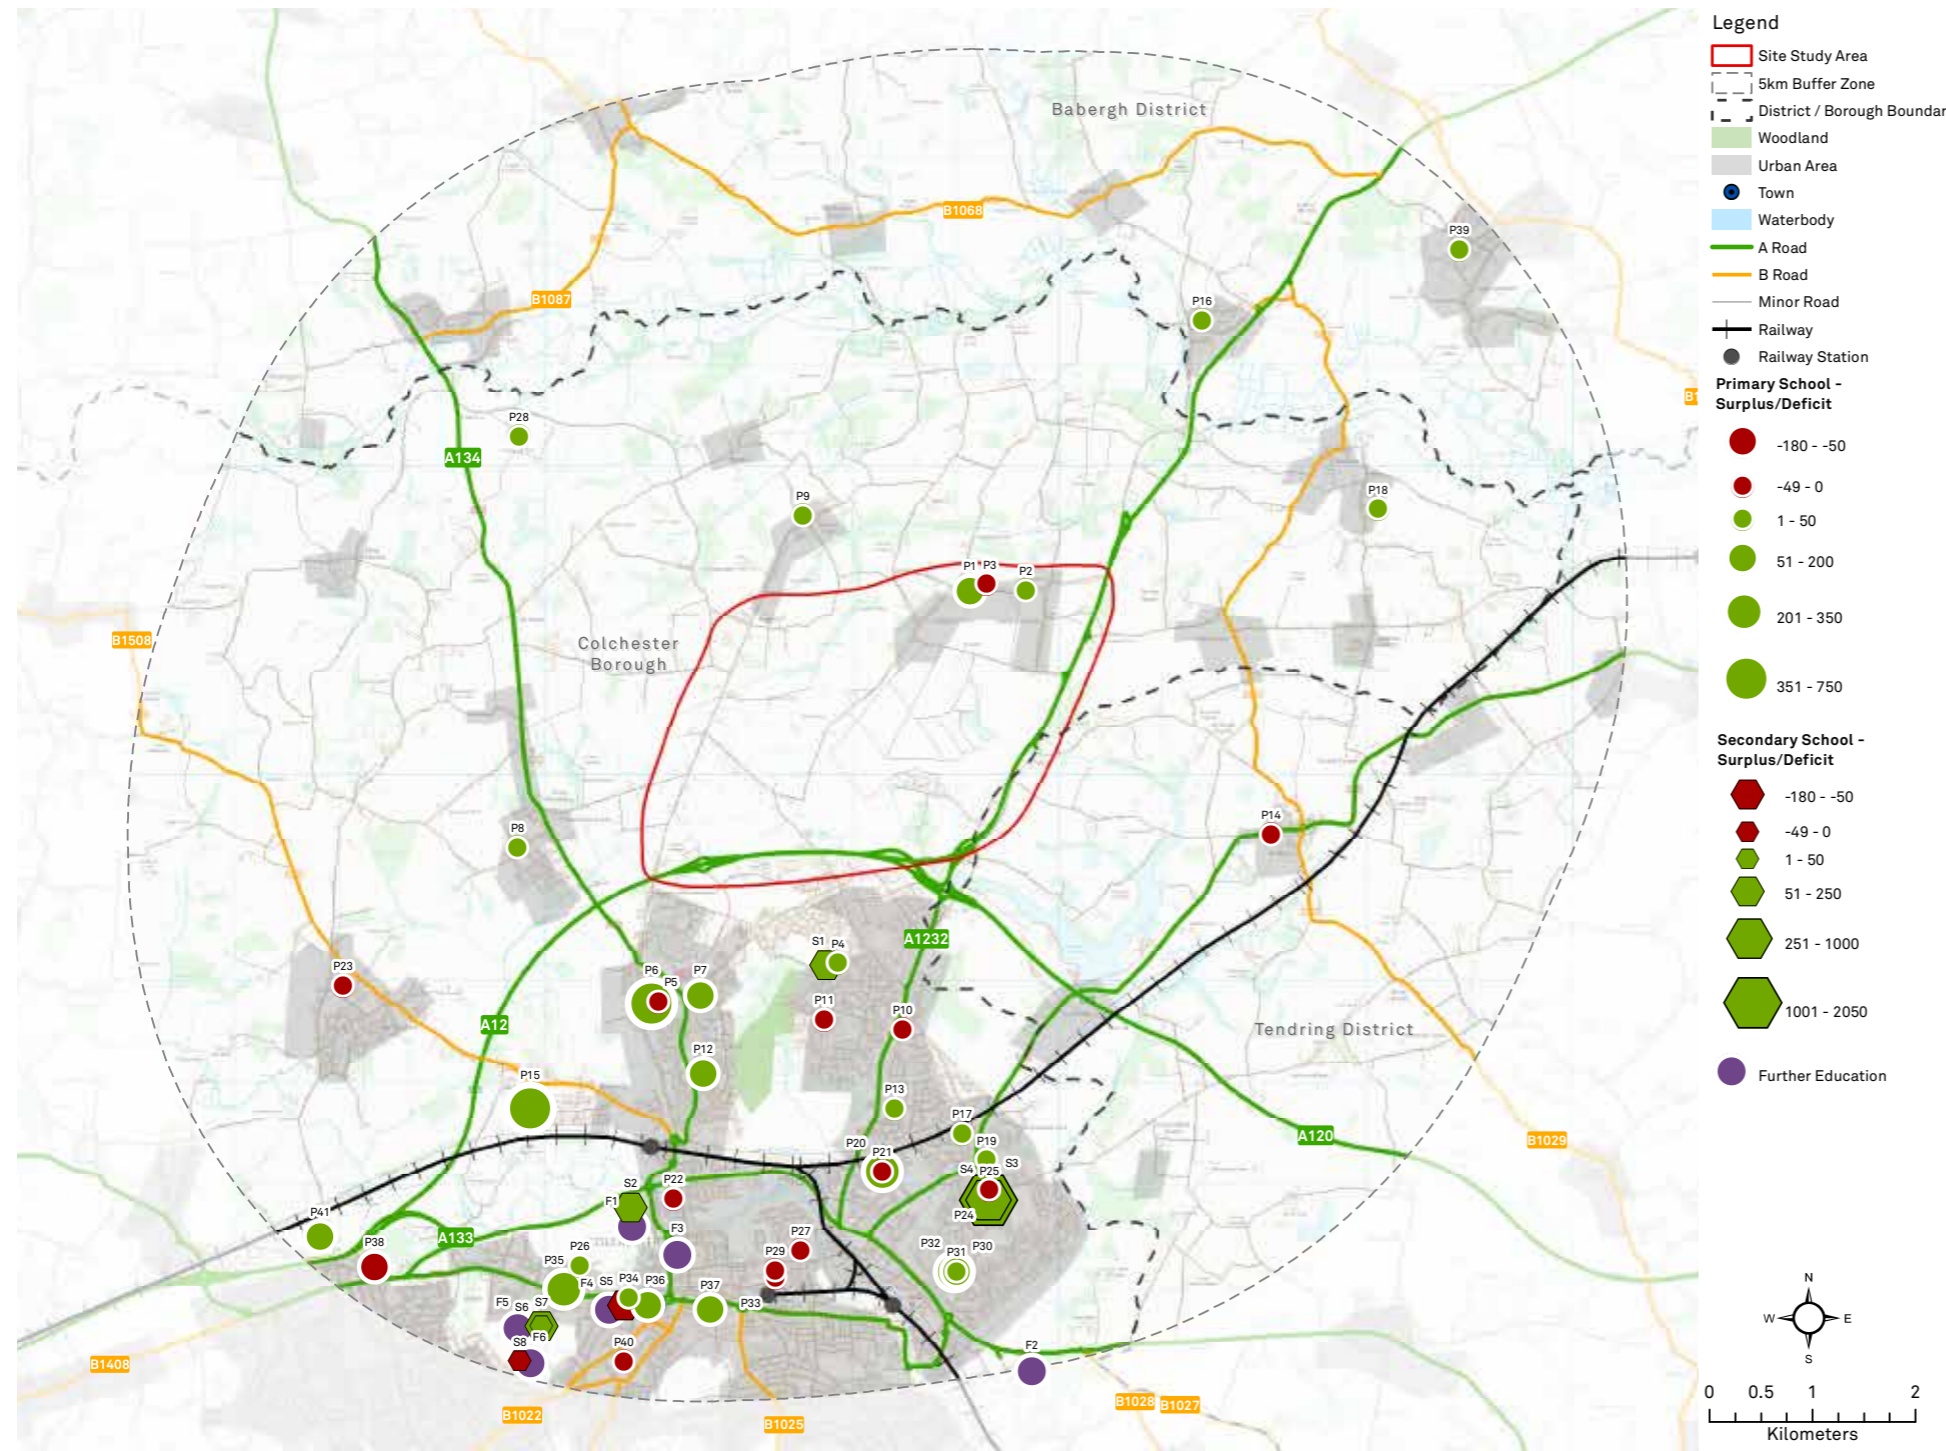 Legend
Site Study Area
5km Buffer Zone
District / Borough Boundar
Woodland
Urban Area
Town
Waterbody
A Road
B Road
Minor Road
Railway
Railway Station
Primary School -
Surplus/Deficit
-180 - -50
-49 - 0
1 - 50
51 - 200
201 - 350
351 - 750
Secondary School -
Surplus/Deficit
-180 - -50
-49 - 0
1 - 50
51 - 250
251 - 1000
1001 - 2050
Further Education
N
W E
S
0 0.5 1 2
Kilometers
Babergh District
B1068
P39
B1087
P16
P28
A134
P9
P18
P1 P3 P2
B1508
Colchester
Borough
P8
P14
A1232
S1 P4
P23
P6 P5 P7
P11
P10
A12
Tendring District
P12
P15
P13
P17
A120
B1029
P20
P21
P19
S4 P25 S3
P24
S2
F1
P22
P41
A133
P38
F3
P27
P29
P32 P31 P30
P26
P35
F4
S5 P34 P36
P37
P33
F5
S6 S7
F6
S8
P40
F2
B1408
B1022
B1025
B1028
B1027